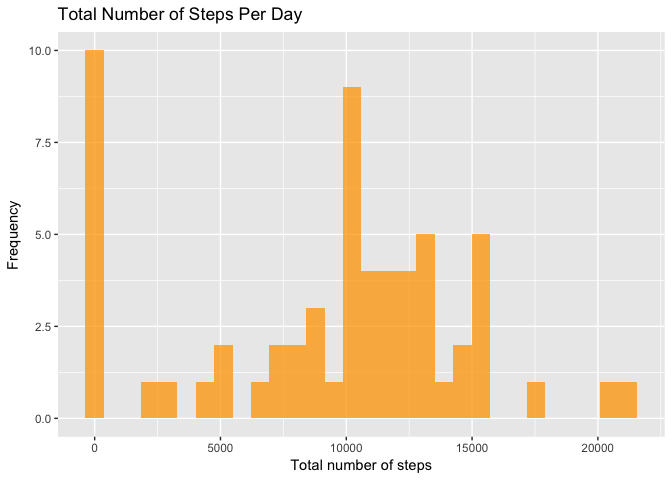 Total Number of Steps Per Day
10.0
7.5
5.0
2.5
0.0
Frequency
0 5000 10000 15000 20000
Total number of steps